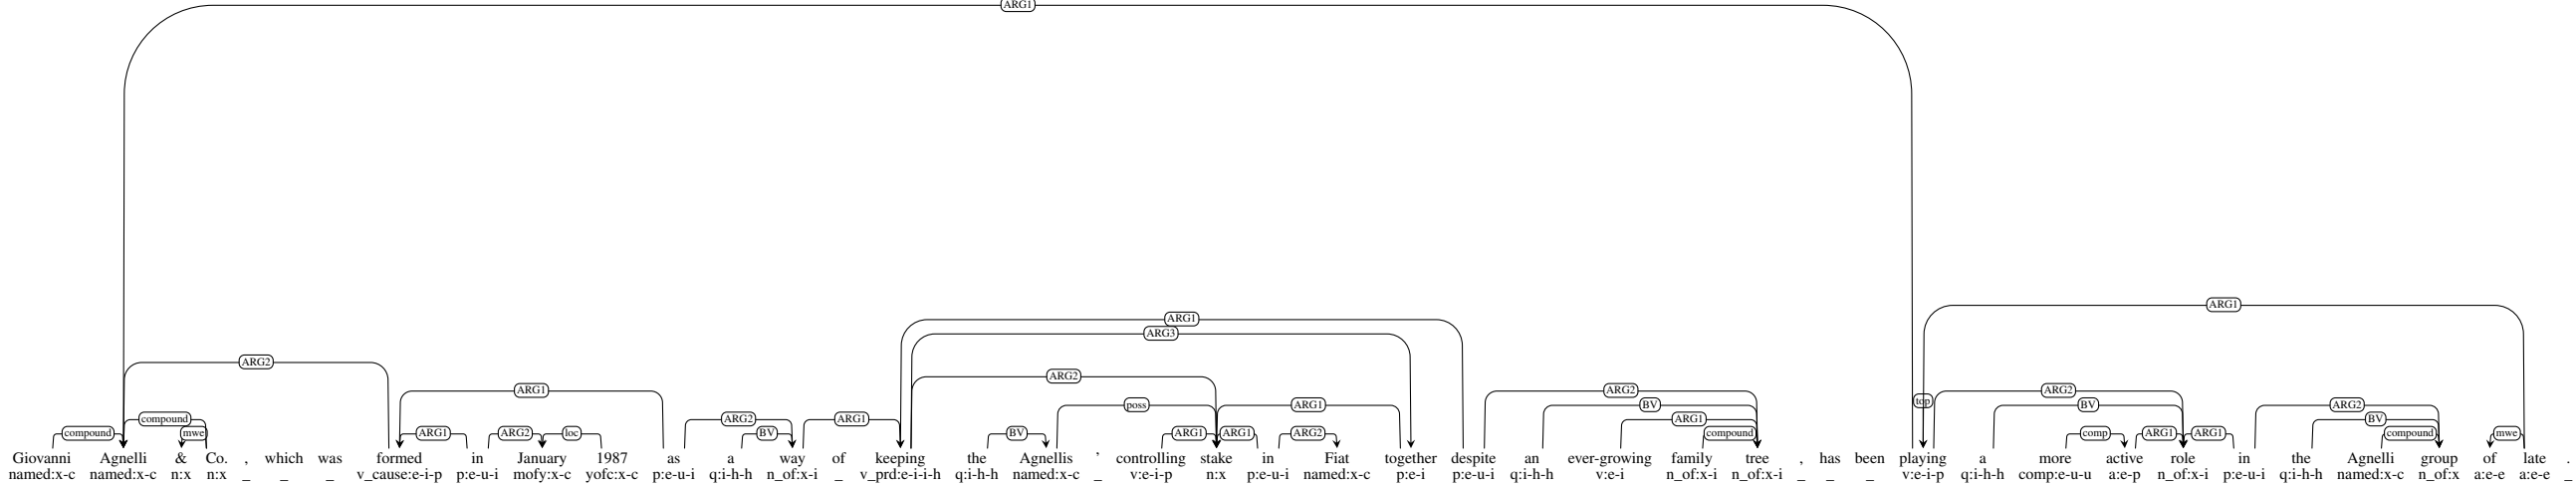 ARG1
ARG1
ARG1
ARG3
ARG2
ARG2
ARG1
ARG2
ARG2
top
ARG2
poss
ARG1
BV
BV
ARG2
compound
ARG2
ARG1
ARG1
BV
compound
mwe
ARG1
ARG2
loc
BV
BV
ARG1
ARG1
ARG2
compound
comp
ARG1
ARG1
compound
mwe
Giovanni Agnelli & Co. , which was formed in January 1987 as a way of keeping the Agnellis ' controlling stake in Fiat together despite an ever-growing family tree , has been playing a more active role in the Agnelli group of late .
named:x-c named:x-c n:x n:x _ _ _ v_cause:e-i-p p:e-u-i mofy:x-c yofc:x-c p:e-u-i q:i-h-h n_of:x-i _ v_prd:e-i-i-h q:i-h-h named:x-c _ v:e-i-p n:x p:e-u-i named:x-c p:e-i p:e-u-i q:i-h-h v:e-i n_of:x-i n_of:x-i _ _ _ v:e-i-p q:i-h-h comp:e-u-u a:e-p n_of:x-i p:e-u-i q:i-h-h named:x-c n_of:x a:e-e a:e-e _